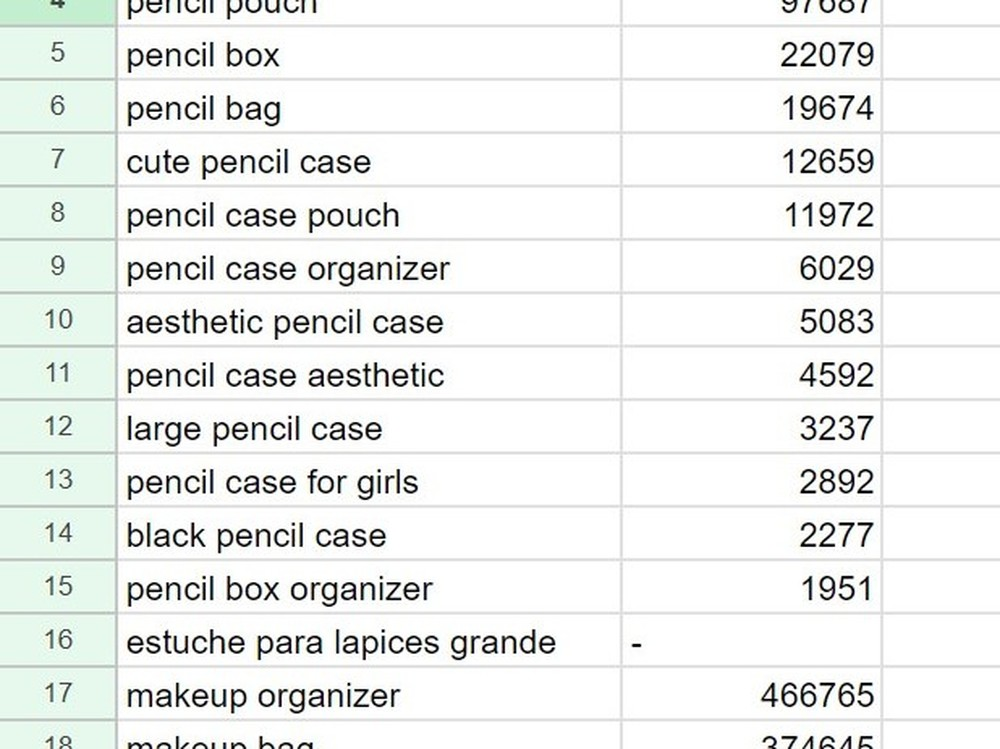 4 pencil pouch 97687
5 pencil box 22079
6 pencil bag 19674
7 cute pencil case 12659
8 pencil case pouch 11972
9 pencil case organizer 6029
10 aesthetic pencil case 5083
11 pencil case aesthetic 4592
12 large pencil case 3237
13 pencil case for girls 2892
14 black pencil case 2277
15 pencil box organizer 1951
16 estuche para lapices grande -
17 makeup organizer 466765
18 makeup bag 374645